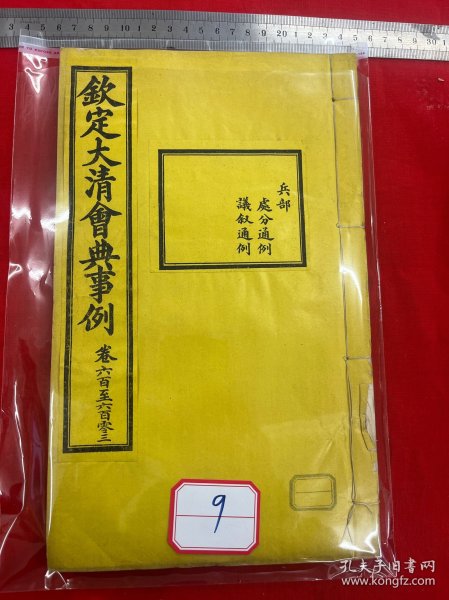 欽定大清會典事例
卷六百至六百零三
兵部
處分通例
議叙通例
9
孔夫子旧书网
www.kongfz.com